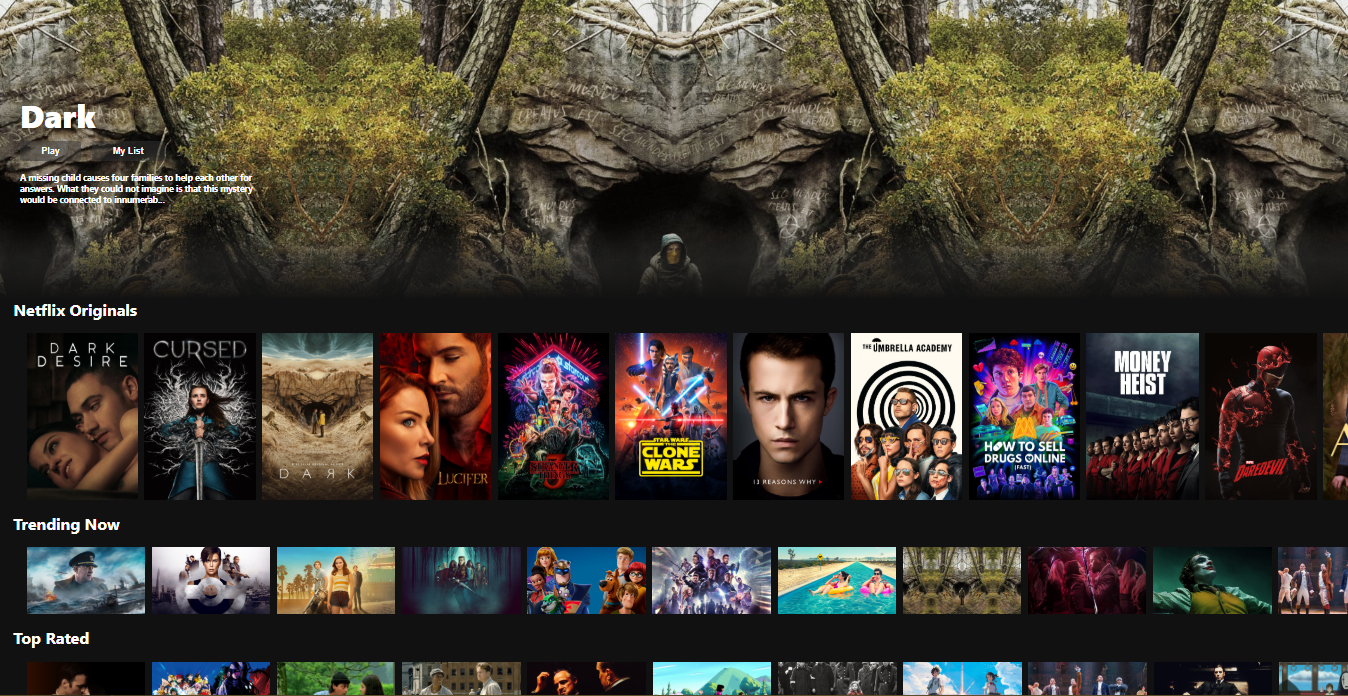 Dark
Play
My List
A missing child causes four families to help each other for
answers. What they could not imagine is that this mystery
would be connected to innumerab...
Netflix Originals
DARK
DESIRE
CURSED
DARK
LUCIFER
STRANGER
THINGS
3
STAR WARS
THE
CLONE
WARS
13 REASONS WHY
THE UMBRELLA ACADEMY
HOW TO SELL
DRUGS ONLINE
(FAST)
MONEY
HEIST
MARVEL
DAREDEVIL
A
Trending Now
Top Rated